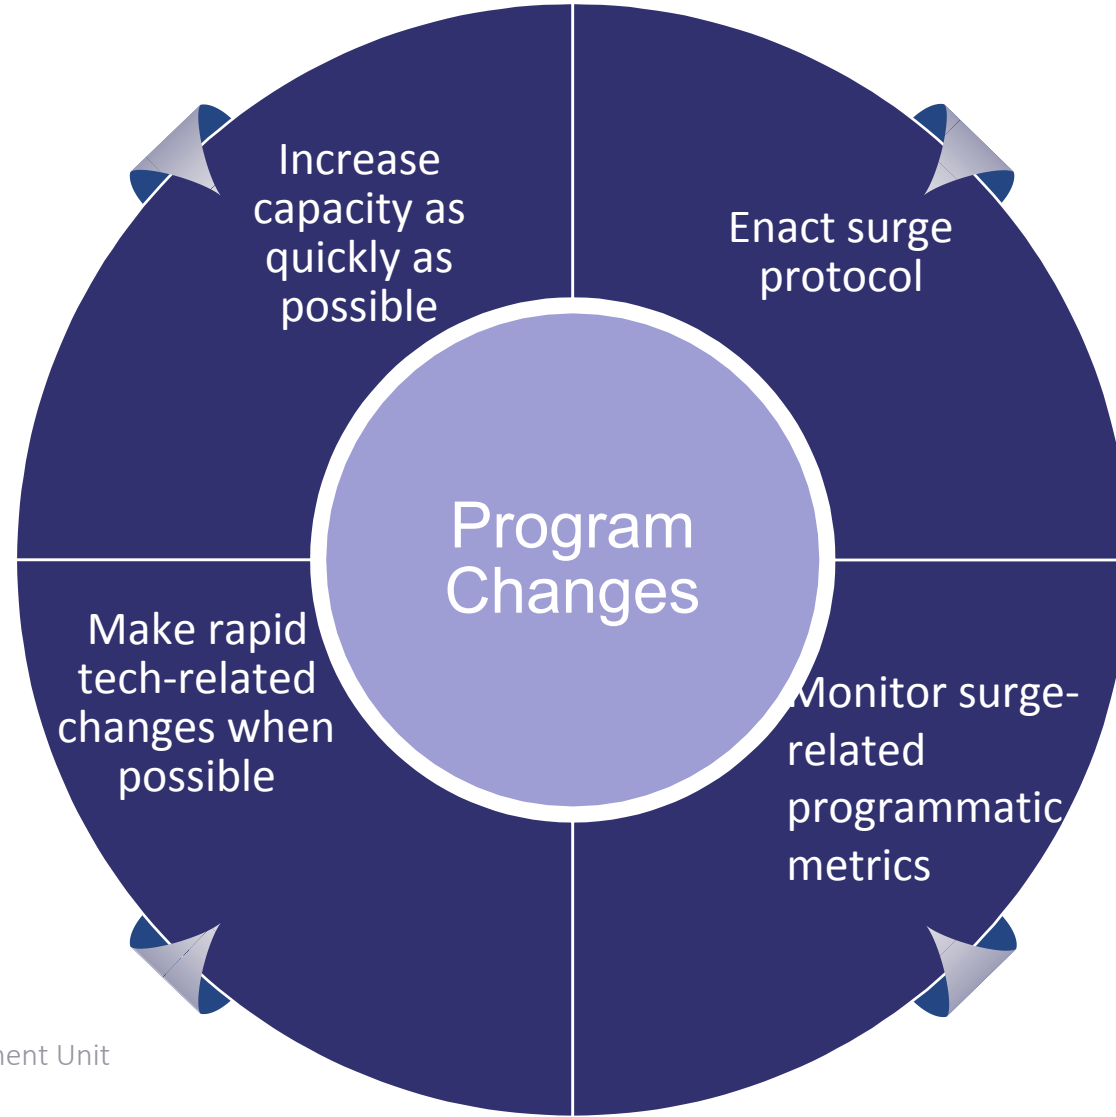 Increase
capacity as
quickly as
possible
Enact surge
protocol
Program
Changes
Make rapid
tech-related
changes when
possible
Monitor surge-
related
programmatic
metrics
Unit